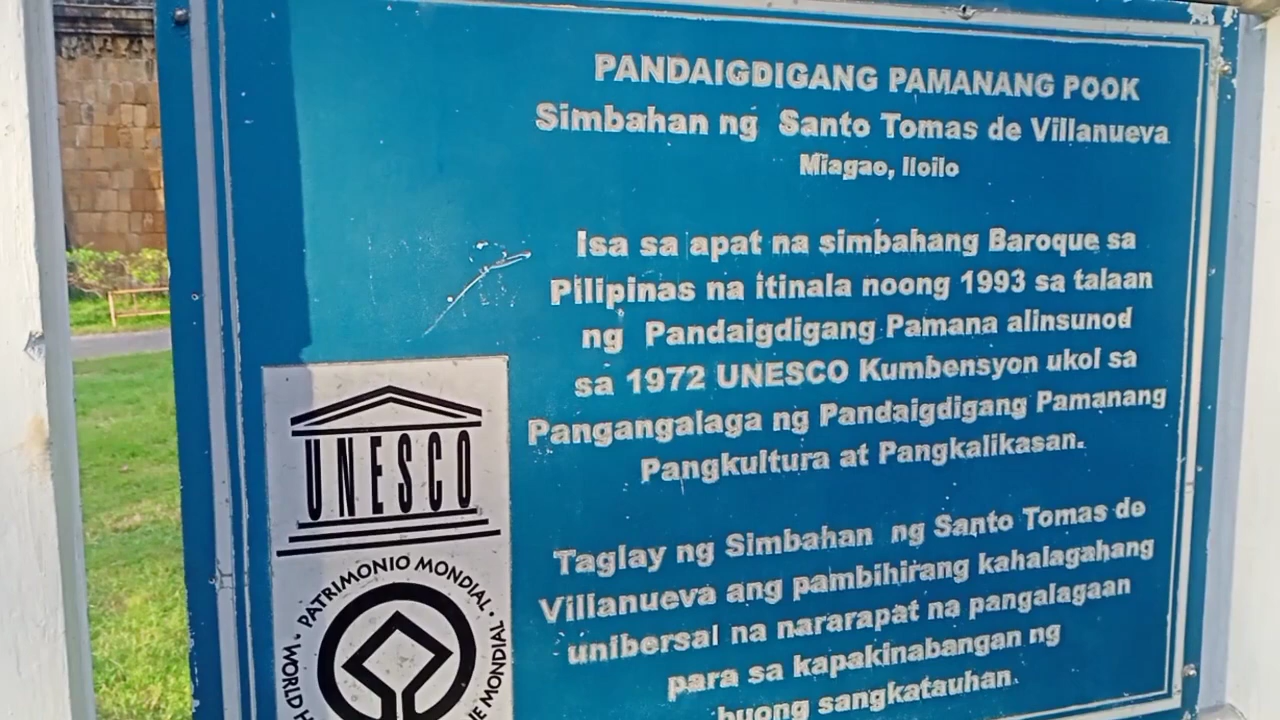 PANDAIGDIGANG PAMANANG POOK
Simbahan ng Santo Tomas de Villanueva
Miagao, Iloilo
Isa sa apat na simbahang Baroque sa
Pilipinas na itinala noong 1993 sa talaan
ng Pandaigdigang Pamana alinsunod
sa 1972 UNESCO Kumbensyon ukol sa
Pangangalaga ng Pandaigdigang Pamanang
Pangkultura at Pangkalikasan.
Taglay ng Simbahan ng Santo Tomas de
Villanueva ang pambihirang kahalagahang
unibersal na nararapat na pangalagaan
para sa kapakinabangan ng
buong sangkatauhan.
UNESCO
PATRIMONIO MONDIAL
WORLD
MONDIAL